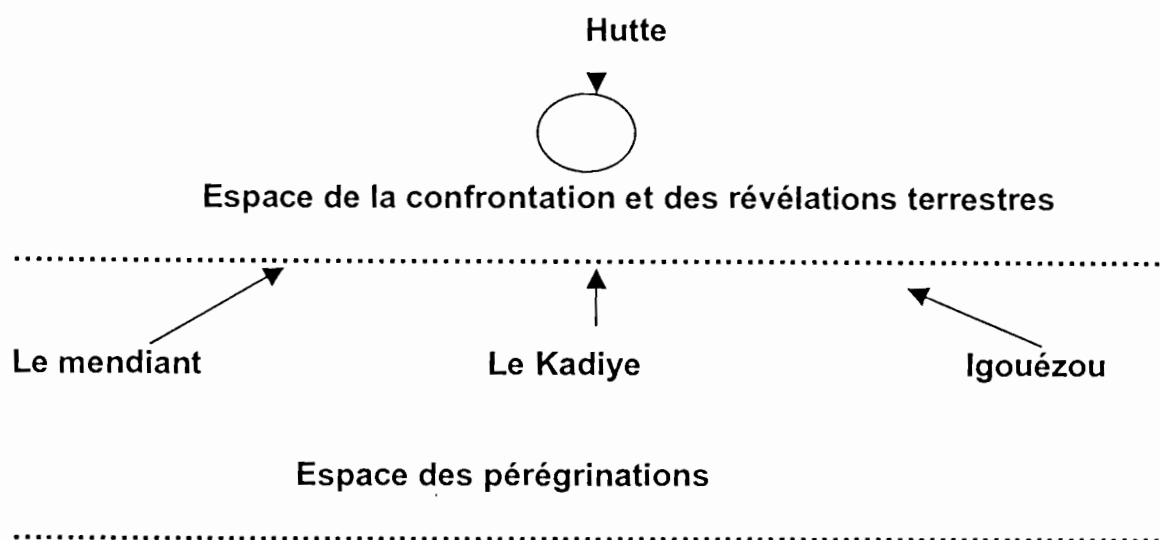 Hutte
Espace de la confrontation et des révélations terrestres
Le mendiant Le Kadiye Igouézou
Espace des pérégrinations